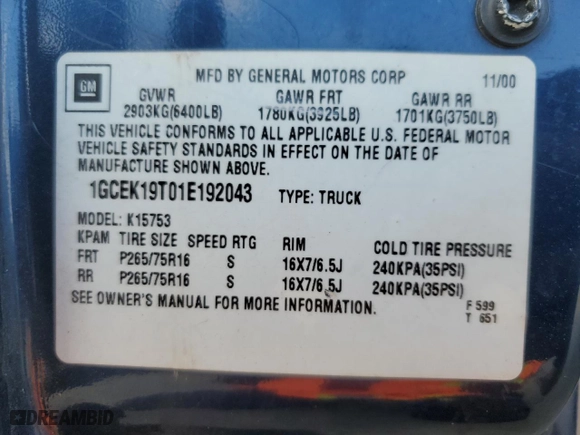 MFD BY GENERAL MOTORS CORP 11/00
GM
GVWR GAWR FRT GAWR RR
2903KG(6400LB) 1780KG(3925LB) 1701KG(3750LB)
THIS VEHICLE CONFORMS TO ALL APPLICABLE U.S. FEDERAL MOTOR
VEHICLE SAFETY STANDARDS IN EFFECT ON THE DATE OF
MANUFACTURE SHOWN ABOVE.
1GCEK19T01E192043 TYPE: TRUCK
MODEL: K15753
KPAM TIRE SIZE SPEED RTG RIM COLD TIRE PRESSURE
FRT P265/75R16 S 16X7/6.5J 240KPA(35PSI)
RR P265/75R16 S 16X7/6.5J 240KPA(35PSI)
SEE OWNER'S MANUAL FOR MORE INFORMATION.
F 599
T 651
DREAMBID